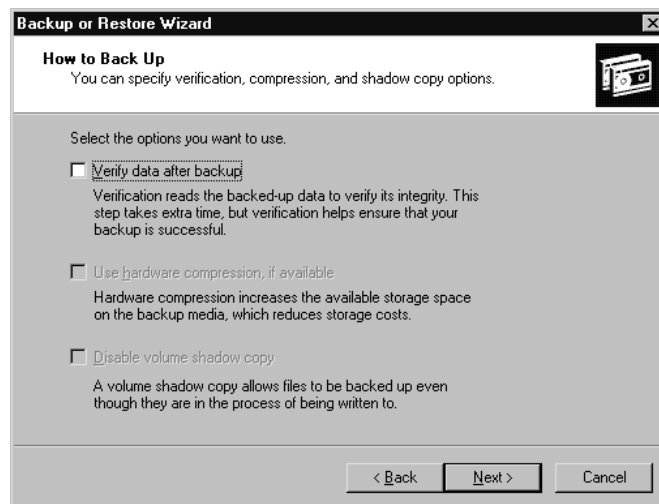 Backup or Restore Wizard
How to Back Up
You can specify verification, compression, and shadow copy options.
Select the options you want to use.
Verify data after backup
Verification reads the backed-up data to verify its integrity. This
step takes extra time, but verification helps ensure that your
backup is successful.
Use hardware compression, if available
Hardware compression increases the available storage space
on the backup media, which reduces storage costs.
Disable volume shadow copy
A volume shadow copy allows files to be backed up even
though they are in the process of being written to.
< Back Next > Cancel